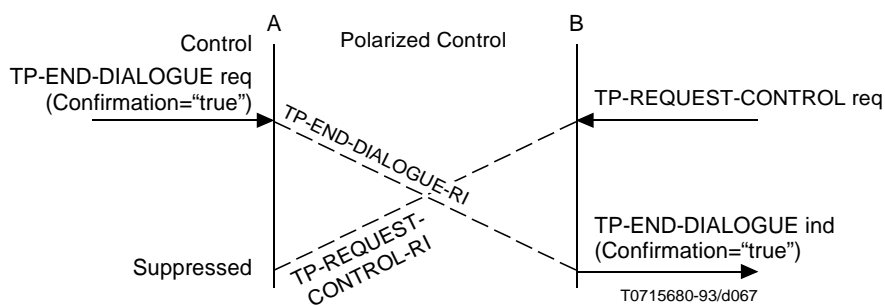 A
B
Control
Polarized Control
TP-END-DIALOGUE req
(Confirmation=“true”)
TP-REQUEST-CONTROL req
TP-END-DIALOGUE-RI
TP-REQUEST-
CONTROL-RI
TP-END-DIALOGUE ind
(Confirmation=“true”)
Suppressed
T0715680-93/d067